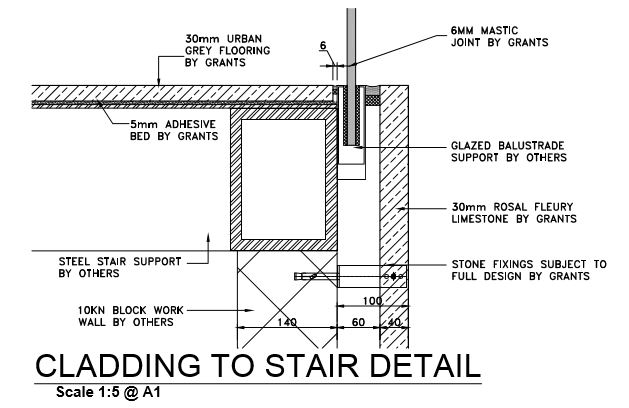 30mm URBAN
GREY FLOORING
BY GRANTS
6
6MM MASTIC
JOINT BY GRANTS
5mm ADHESIVE
BED BY GRANTS
GLAZED BALUSTRADE
SUPPORT BY OTHERS
30mm ROSAL FLEURY
LIMESTONE BY GRANTS
STEEL STAIR SUPPORT
BY OTHERS
STONE FIXINGS SUBJECT TO
FULL DESIGN BY GRANTS
10KN BLOCK WORK
WALL BY OTHERS
100
140
60
40
CLADDING TO STAIR DETAIL
Scale 1:5 @ A1